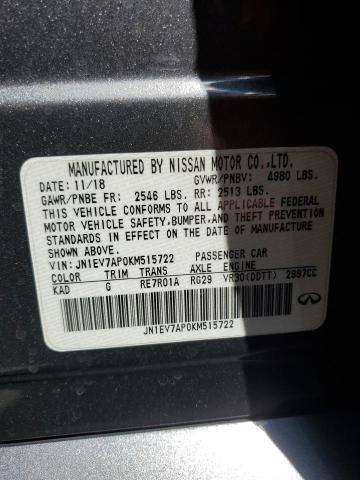 MANUFACTURED BY NISSAN MOTOR CO.,LTD.
DATE: 11/18 GVWR/PNBV: 4980 LBS.
GAWR/PNBE FR: 2546 LBS. RR: 2513 LBS.
THIS VEHICLE CONFORMS TO ALL APPLICABLE FEDERAL
MOTOR VEHICLE SAFETY,BUMPER,AND THEFT
STANDARDS IN EFFECT ON THE DATE OF MANUFACTURE
SHOWN ABOVE.
VIN:JN1EV7AP0KM515722 PASSENGER CAR
COLOR TRIM TRANS AXLE ENGINE
KAD G RE7R01A RG29 VR30(DDTT) 2997CC
JN1EV7AP0KM515722